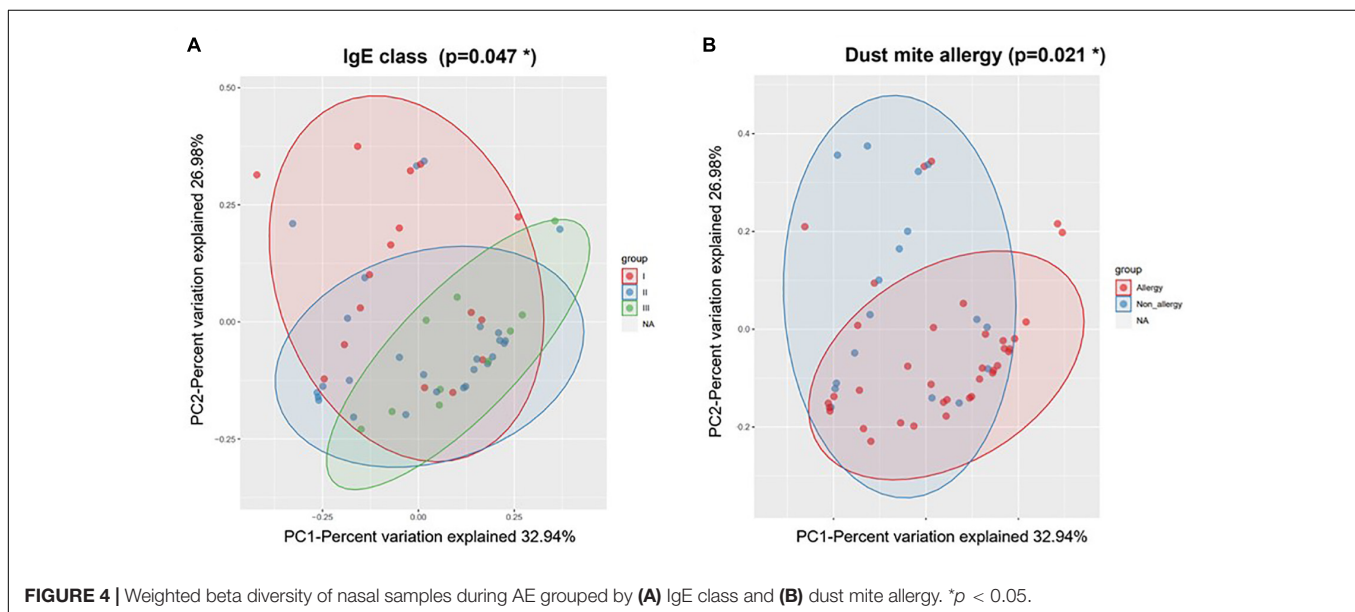 A
IgE class (p=0.047 *)
PC2-Percent variation explained 26.98%
0.50
0.25
0.00
−0.25
−0.25
0.00
0.25
PC1-Percent variation explained 32.94%
group
I
II
III
NA
B
Dust mite allergy (p=0.021 *)
PC2-Percent variation explained 26.98%
0.4
0.2
0.0
0.2
PC1-Percent variation explained 32.94%
group
Allergy
Non_allergy
NA
FIGURE 4 | Weighted beta diversity of nasal samples during AE grouped by (A) IgE class and (B) dust mite allergy. *p < 0.05.